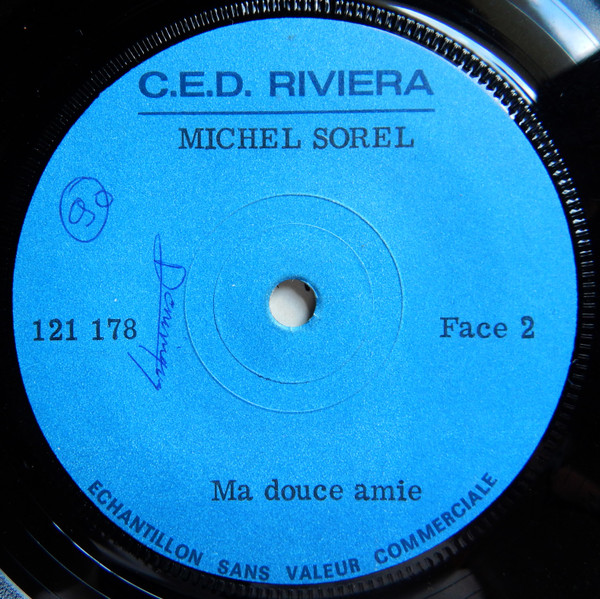 C.E.D. RIVIERA
MICHEL SOREL
121 178
Face 2
Ma douce amie
ECHANTILLON SANS VALEUR COMMERCIALE